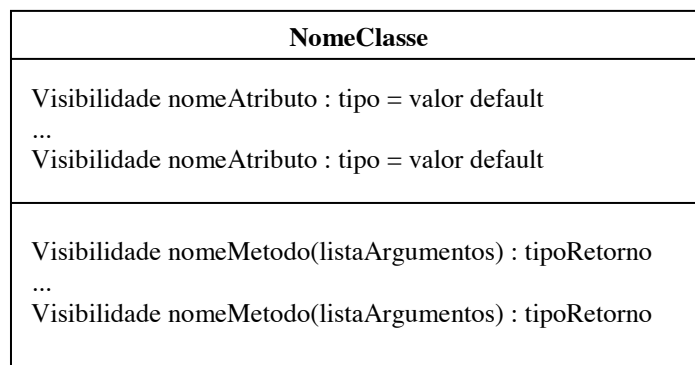 NomeClasse
Visibilidade nomeAtributo : tipo = valor default
...
Visibilidade nomeAtributo : tipo = valor default
Visibilidade nomeMetodo(listaArgumentos) : tipoRetorno
...
Visibilidade nomeMetodo(listaArgumentos) : tipoRetorno